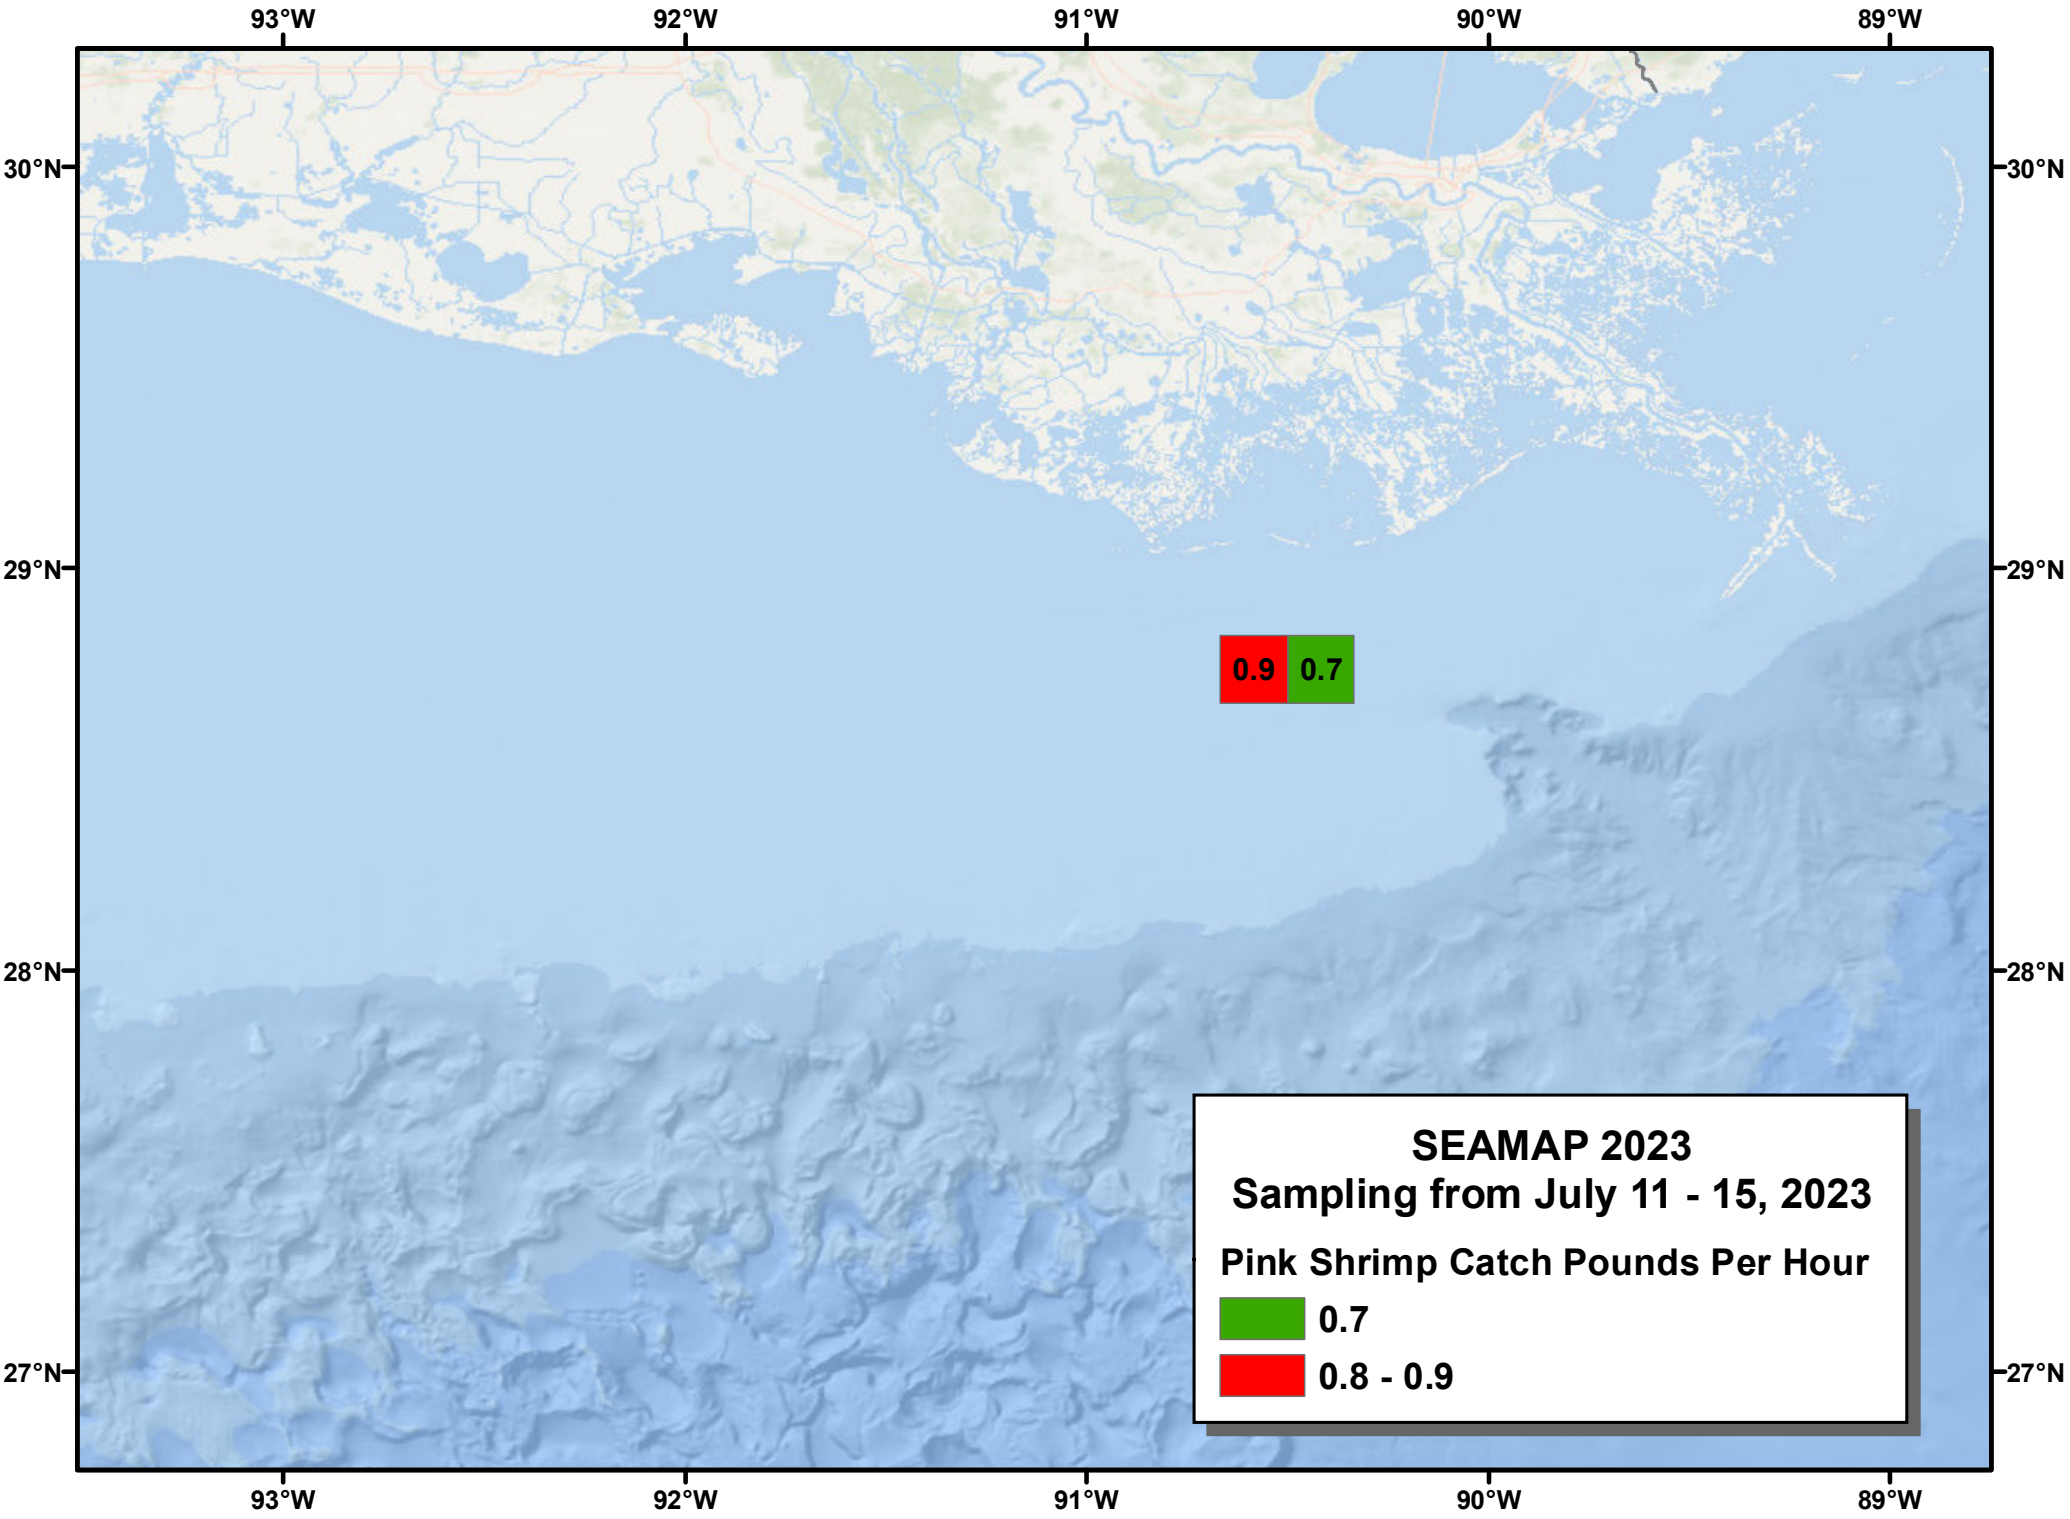 93°W 92°W 91°W 90°W 89°W
30°N 30°N
29°N 29°N
0.9 0.7
28°N 28°N
SEAMAP 2023
Sampling from July 11 - 15, 2023
Pink Shrimp Catch Pounds Per Hour
0.7
0.8 - 0.9
27°N 27°N
93°W 92°W 91°W 90°W 89°W